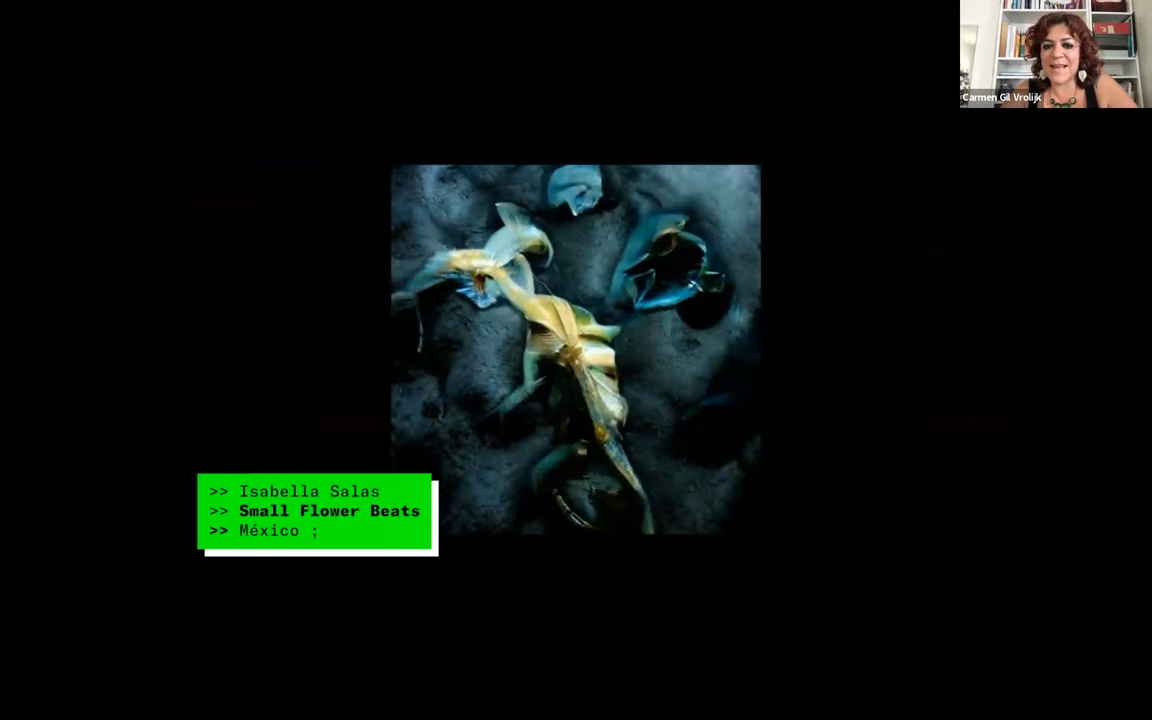 Carmen Gil Vrolijk
>> Isabella Salas
>> Small Flower Beats
>> México ;